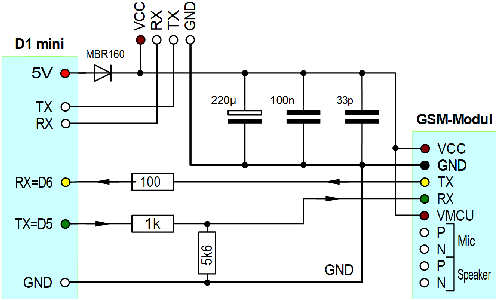 VCC RX TX GND
D1 mini
MBR160
5V
TX
RX
220µ 100n 33p
GSM-Modul
VCC
GND
RX=D6 100 TX
TX=D5 1k RX
VMCU
5k6
P
N
Mic
P
N
Speaker
GND GND